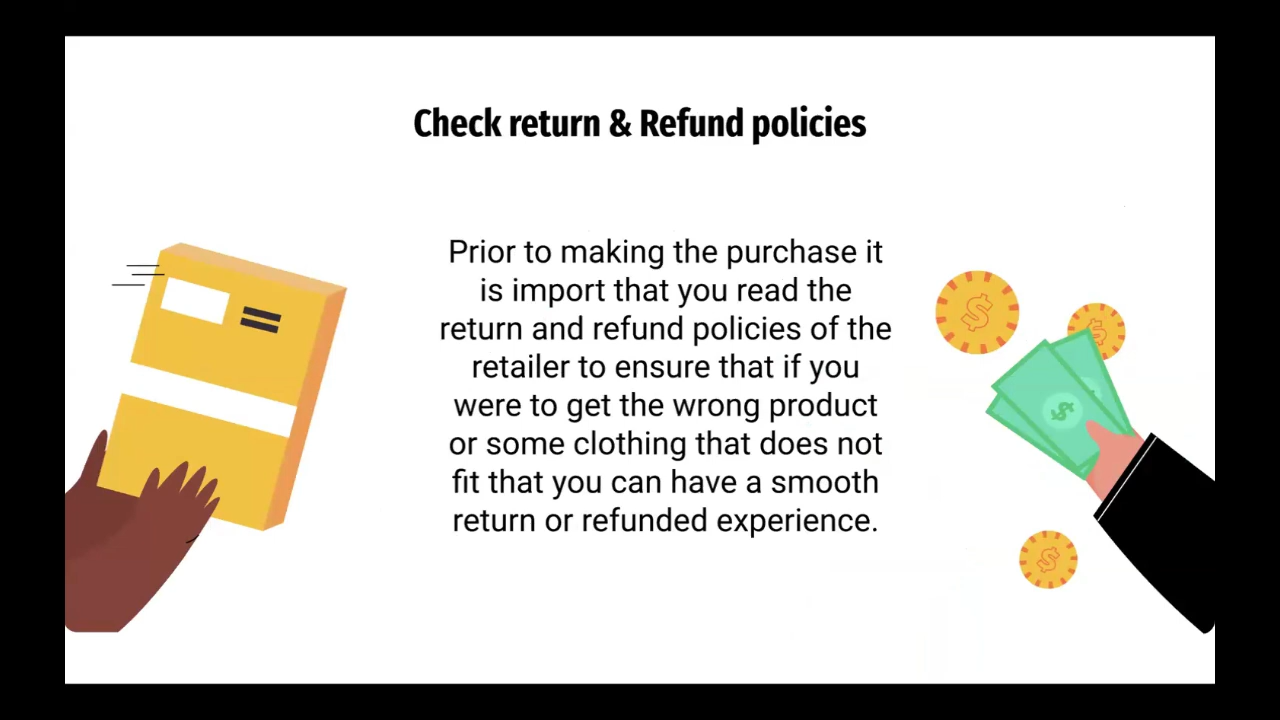 Check return & Refund policies
Prior to making the purchase it
is import that you read the
return and refund policies of the
retailer to ensure that if you
were to get the wrong product
or some clothing that does not
fit that you can have a smooth
return or refunded experience.